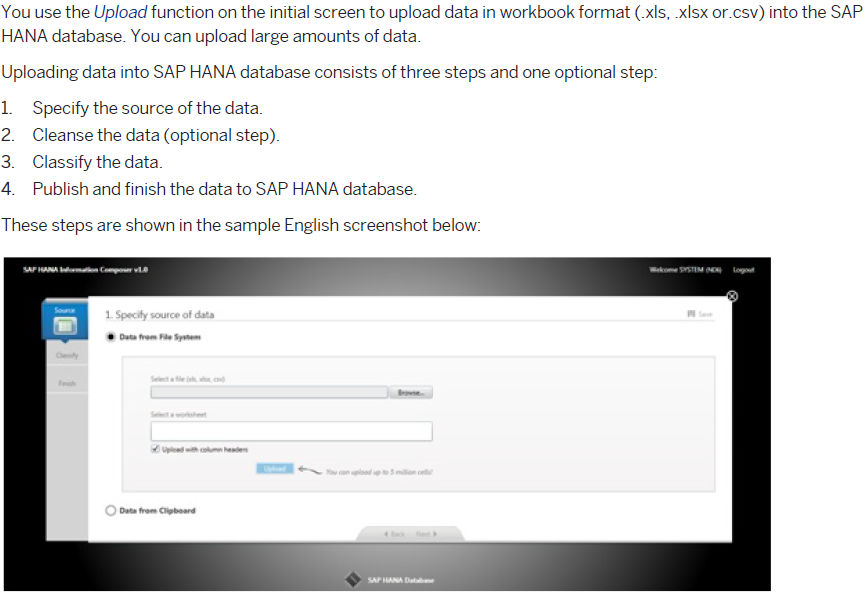 You use the Upload function on the initial screen to upload data in workbook format (.xls, .xlsx or.csv) into the SAP
HANA database. You can upload large amounts of data.
Uploading data into SAP HANA database consists of three steps and one optional step:
1. Specify the source of the data.
2. Cleanse the data (optional step).
3. Classify the data.
4. Publish and finish the data to SAP HANA database.
These steps are shown in the sample English screenshot below:
SAP HANA Information Composer v1.0
Welcome SYSTEM (ND6) Logout
Source
Classify
Finish
1. Specify source of data
Save
Data from File System
Select a file (xls, xlsx, csv)
Browse...
Select a worksheet
Upload with column headers
Upload
You can upload up to 5 million cells!
Data from Clipboard
Back Next
SAP HANA Database